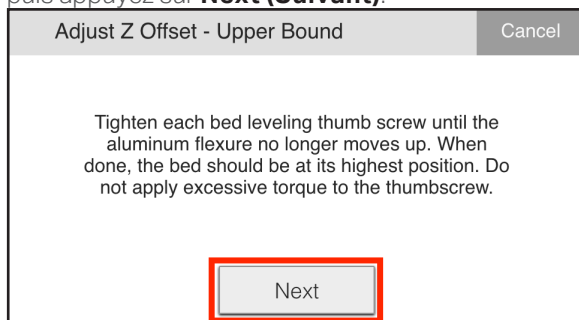 puis appuyez sur Next (Suivant).
Adjust Z Offset - Upper Bound
Cancel
Tighten each bed leveling thumb screw until the
aluminum flexure no longer moves up. When
done, the bed should be at its highest position. Do
not apply excessive torque to the thumbscrew.
Next